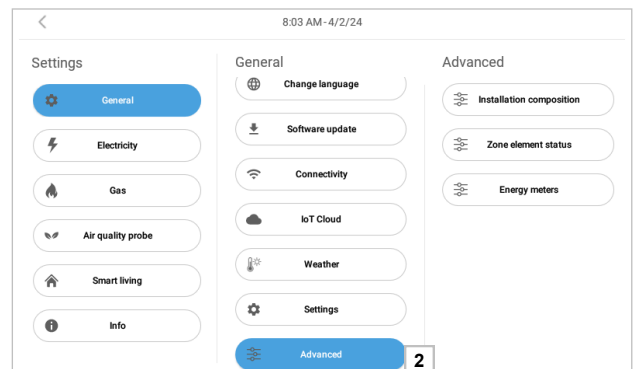 8:03 AM-4/2/24
Settings
General
Electricity
Gas
Air quality probe
Smart living
Info
General
Change language
Software update
Connectivity
IoT Cloud
Weather
Settings
Advanced
2
Advanced
Installation composition
Zone element status
Energy meters